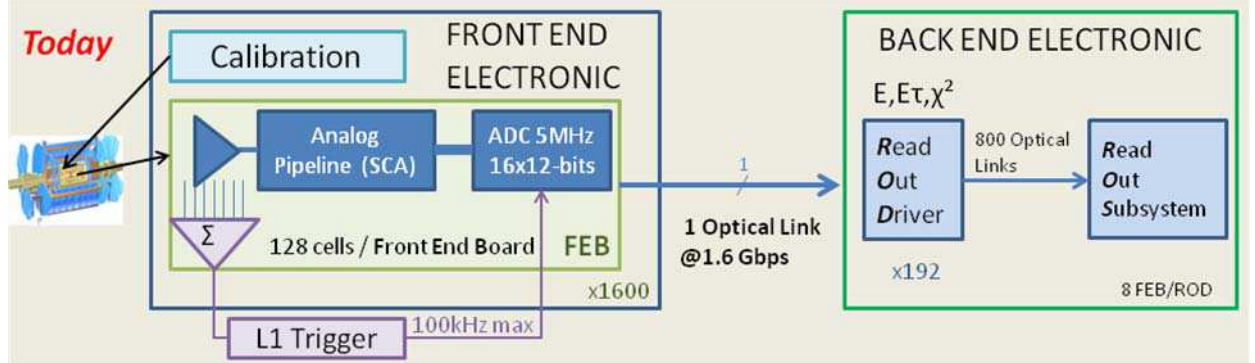 Today
Calibration
FRONT END
ELECTRONIC
Analog
Pipeline (SCA)
ADC 5MHz
16x12-bits
Σ
128 cells / Front End Board
FEB
x1600
L1 Trigger
100kHz max
1
1 Optical Link
@1.6 Gbps
BACK END ELECTRONIC
E,Eτ,χ²
Read
Out
Driver
800 Optical
Links
Read
Out
Subsystem
x192
8 FEB/ROD